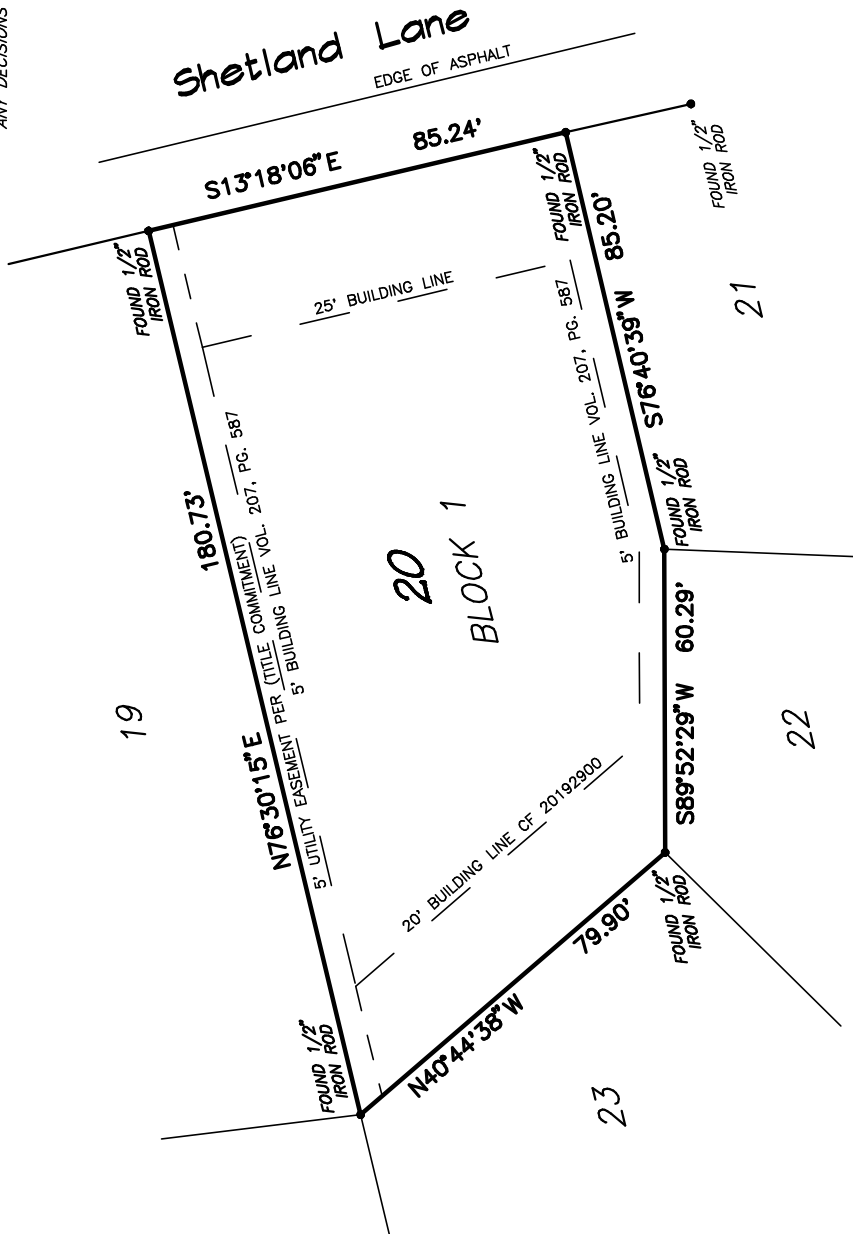 ANY DECISIONS
Shetland Lane
EDGE OF ASPHALT
S13°18'06"E 85.24'
FOUND 1/2"
IRON ROD
FOUND 1/2"
IRON ROD
FOUND 1/2"
IRON ROD
25' BUILDING LINE
180.73'
N76°30'15"E
5' UTILITY EASEMENT PER (TITLE COMMITMENT)
5' BUILDING LINE VOL. 207, PG. 587
19
20
BLOCK 1
5' BUILDING LINE VOL. 207, PG. 587
S76°40'39"W 85.20'
21
FOUND 1/2"
IRON ROD
S89°52'29"W 60.29'
22
20' BUILDING LINE CF 20192900
FOUND 1/2"
IRON ROD
N40°44'38"W 79.90'
FOUND 1/2"
IRON ROD
23